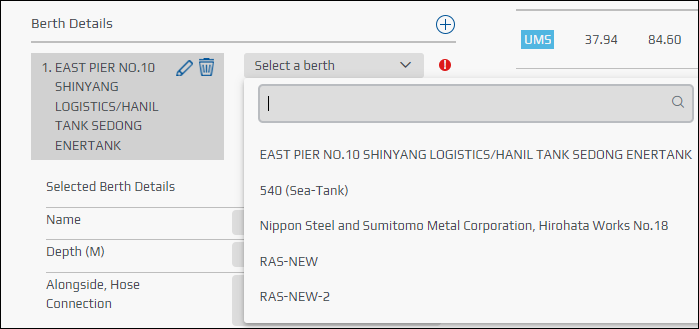 Berth Details
1. EAST PIER NO.10
SHINYANG
LOGISTICS/HANIL
TANK SEDONG
ENERTANK
Select a berth
EAST PIER NO.10 SHINYANG LOGISTICS/HANIL TANK SEDONG ENERTANK
540 (Sea-Tank)
Nippon Steel and Sumitomo Metal Corporation, Hirohata Works No.18
RAS-NEW
RAS-NEW-2
Selected Berth Details
Name
Depth (M)
Alongside, Hose
Connection
UMS 37.94 84.60